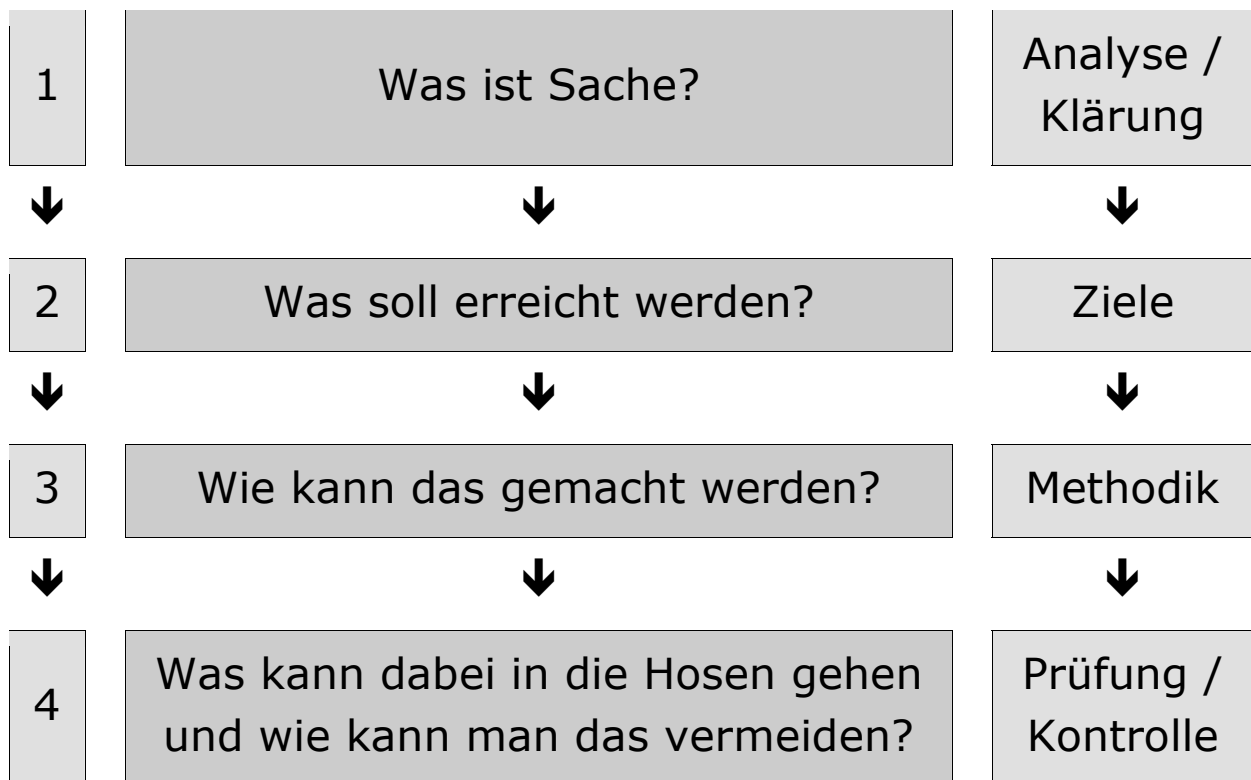 1
Was ist Sache?
Analyse /
Klärung
2
Was soll erreicht werden?
Ziele
3
Wie kann das gemacht werden?
Methodik
4
Was kann dabei in die Hosen gehen
und wie kann man das vermeiden?
Prüfung /
Kontrolle